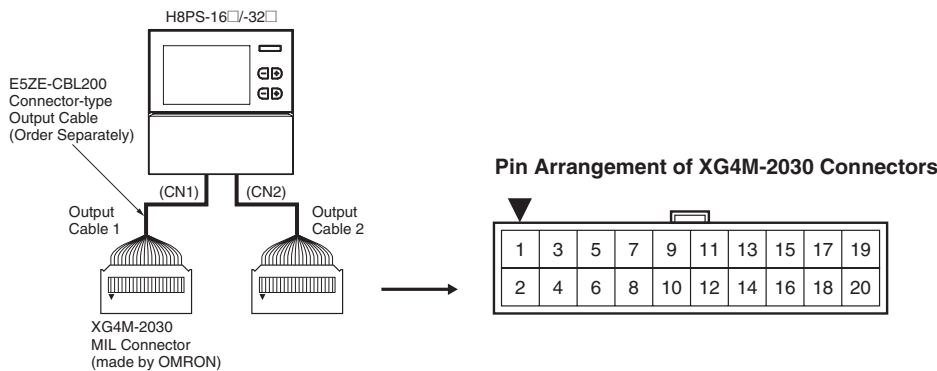 H8PS-16□/-32□
E5ZE-CBL200
Connector-type
Output Cable
(Order Separately)
(CN1)
(CN2)
Output
Cable 1
Output
Cable 2
XG4M-2030
MIL Connector
(made by OMRON)
Pin Arrangement of XG4M-2030 Connectors
1 3 5 7 9 11 13 15 17 19
2 4 6 8 10 12 14 16 18 20